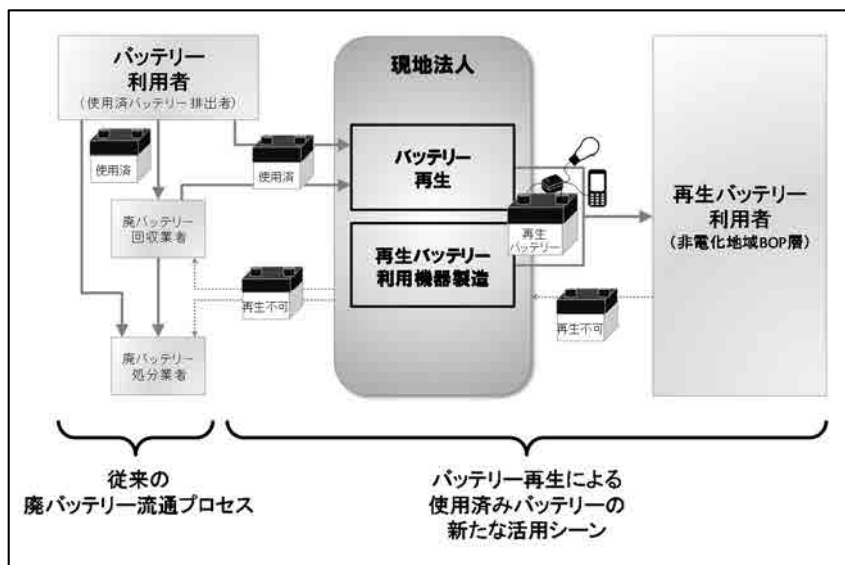 バッテリー
利用者
（使用済バッテリー排出者）
使用済
廃バッテリー
回収業者
廃バッテリー
処分業者
使用済
再生不可
現地法人
バッテリー
再生
再生バッテリー
利用機器製造
再生
バッテリー
再生不可
再生バッテリー
利用者
（非電化地域BOP層）
従来の
廃バッテリー流通プロセス
バッテリー再生による
使用済みバッテリーの
新たな活用シーン